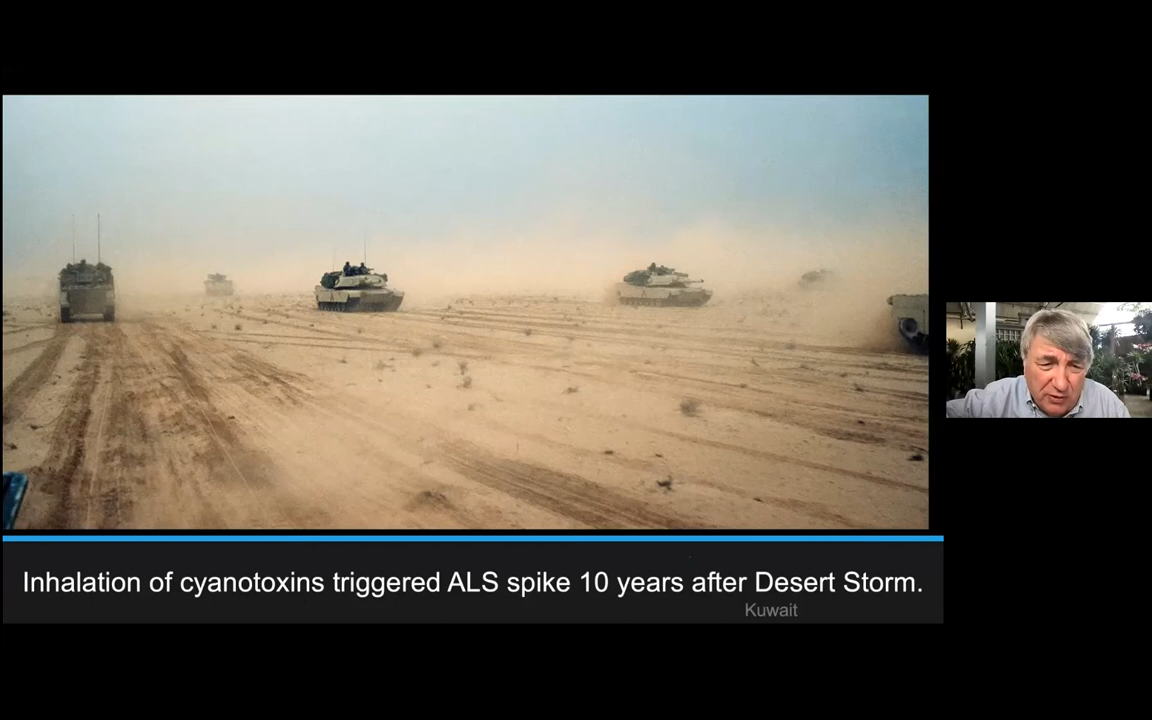 Inhalation of cyanotoxins triggered ALS spike 10 years after Desert Storm.
Kuwait